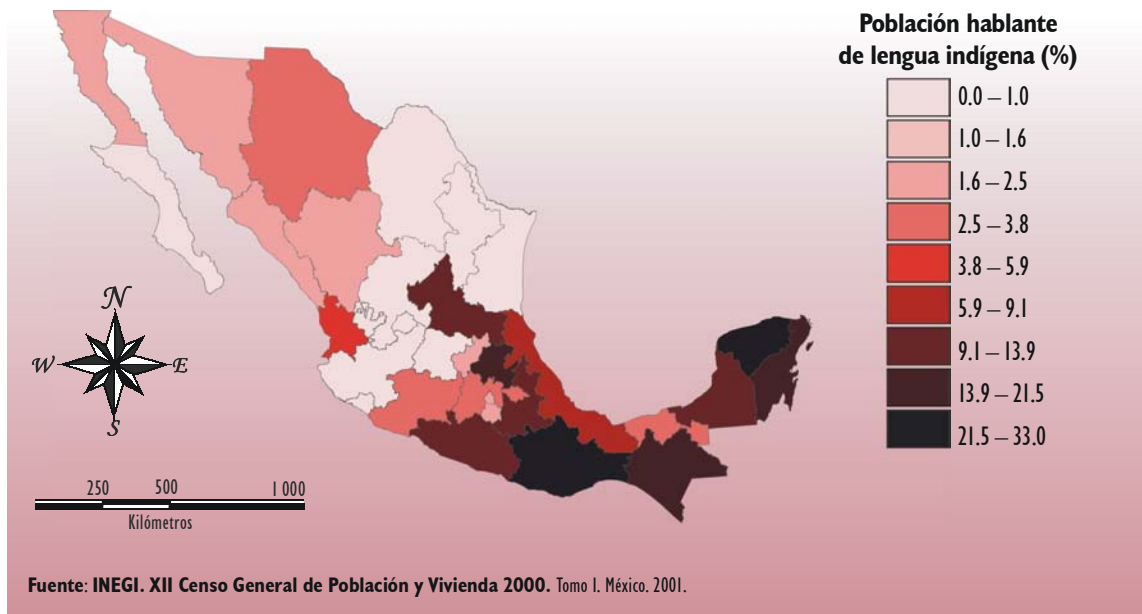 Población hablante
de lengua indígena (%)
0.0 – 1.0
1.0 – 1.6
1.6 – 2.5
2.5 – 3.8
3.8 – 5.9
5.9 – 9.1
9.1 – 13.9
13.9 – 21.5
21.5 – 33.0
N
W E
S
250 500 1 000
Kilómetros
Fuente: INEGI. XII Censo General de Población y Vivienda 2000. Tomo I. México. 2001.